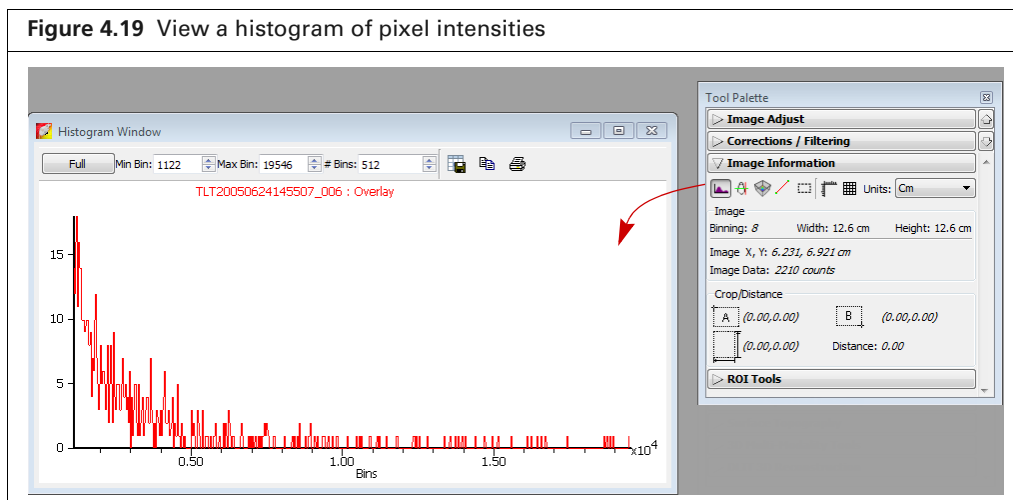 Figure 4.19 View a histogram of pixel intensities
Histogram Window
Full Min Bin: 1122 Max Bin: 19546 # Bins: 512
TLT20050624145507_006 : Overlay
15
10
5
0
0.50 1.00 1.50 x10^4
Bins
Tool Palette
Image Adjust
Corrections / Filtering
Image Information
Units: Cm
Image
Binning: 8 Width: 12.6 cm Height: 12.6 cm
Image X, Y: 6.231, 6.921 cm
Image Data: 2210 counts
Crop/Distance
A (0.00,0.00) B (0.00,0.00)
(0.00,0.00) Distance: 0.00
ROI Tools